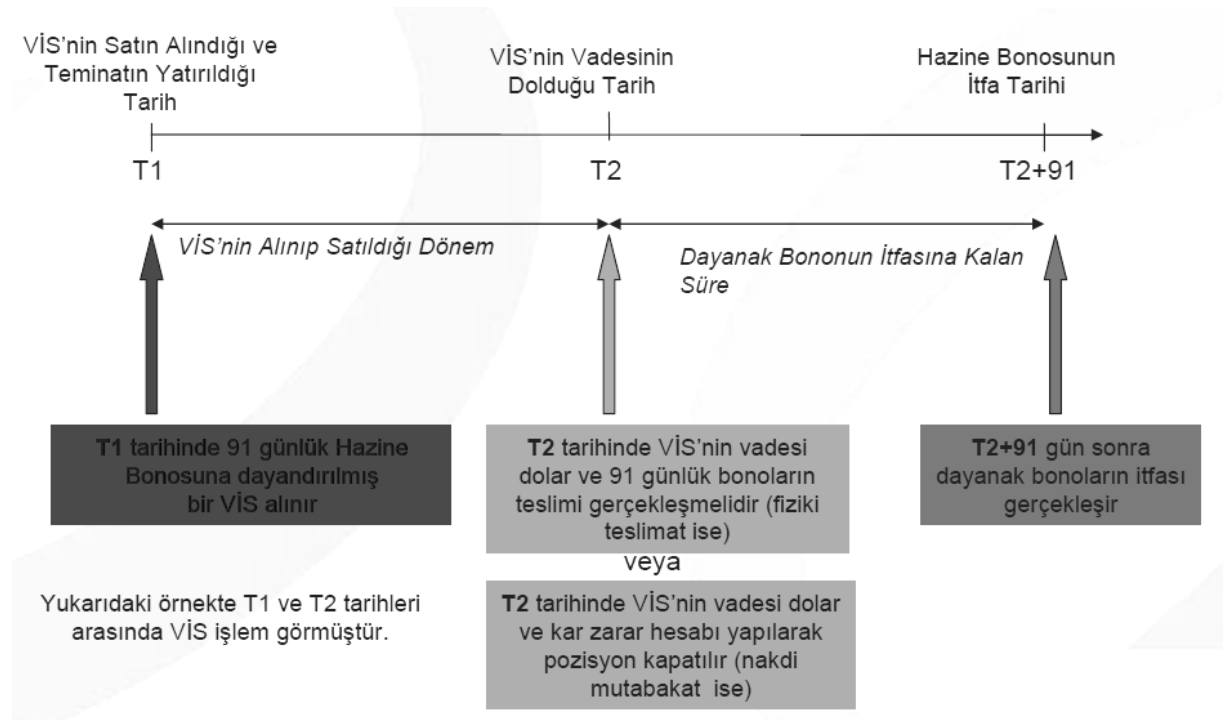 VİS’nin Satın Alındığı ve
Teminatın Yatırıldığı
Tarih
VİS’nin Vadesinin
Dolduğu Tarih
Hazine Bonosunun
İtfa Tarihi
T1
T2
T2+91
VİS’nin Alınıp Satıldığı Dönem
Dayanak Bononun İtfasına Kalan
Süre
T1 tarihinde 91 günlük Hazine
Bonosuna dayandırılmış
bir VİS alınır
T2 tarihinde VİS’nin vadesi
dolar ve 91 günlük bonoların
teslimi gerçekleşmelidir (fiziki
teslimat ise)
T2+91 gün sonra
dayanak bonoların itfası
gerçekleşir
veya
Yukarıdaki örnekte T1 ve T2 tarihleri
arasında VİS işlem görmüştür.
T2 tarihinde VİS’nin vadesi dolar
ve kar zarar hesabı yapılarak
pozisyon kapatılır (nakdi
mutabakat ise)